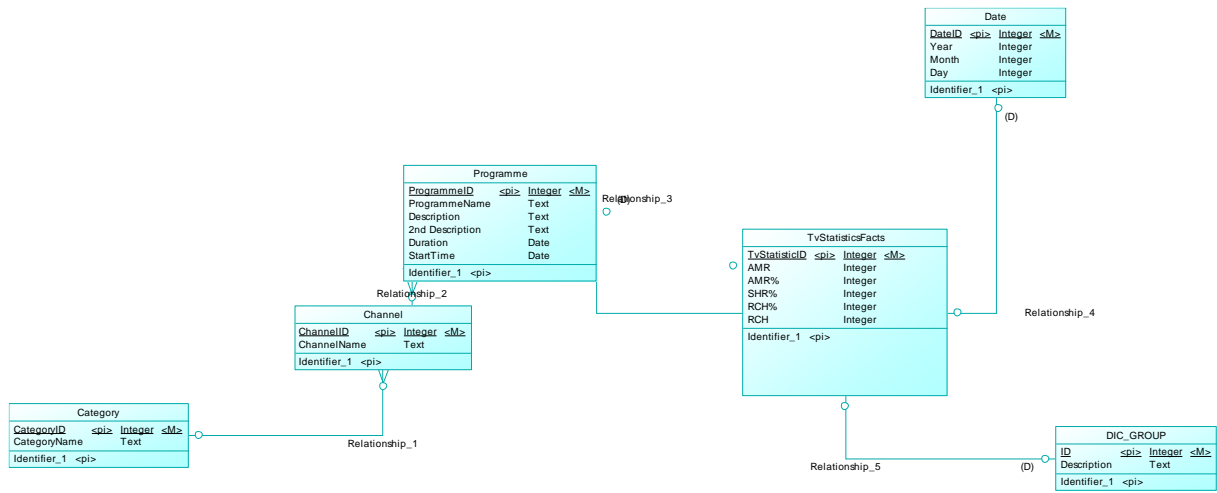 Date
DateID <pi> Integer <M>
Year Integer
Month Integer
Day Integer
Identifier_1 <pi>
(D)
Programme
ProgrammeID <pi> Integer <M>
ProgrammeName Text
Description Text
2nd Description Text
Duration Date
StartTime Date
Identifier_1 <pi>
Relationship_3
(D)
TvStatisticsFacts
TvStatisticID <pi> Integer <M>
AMR Integer
AMR% Integer
SHR% Integer
RCH% Integer
RCH Integer
Identifier_1 <pi>
Relationship_4
Relationship_2
Channel
ChannelID <pi> Integer <M>
ChannelName Text
Identifier_1 <pi>
Category
CategoryID <pi> Integer <M>
CategoryName Text
Identifier_1 <pi>
Relationship_1
Relationship_5
(D)
DIC_GROUP
ID <pi> Integer <M>
Description Text
Identifier_1 <pi>